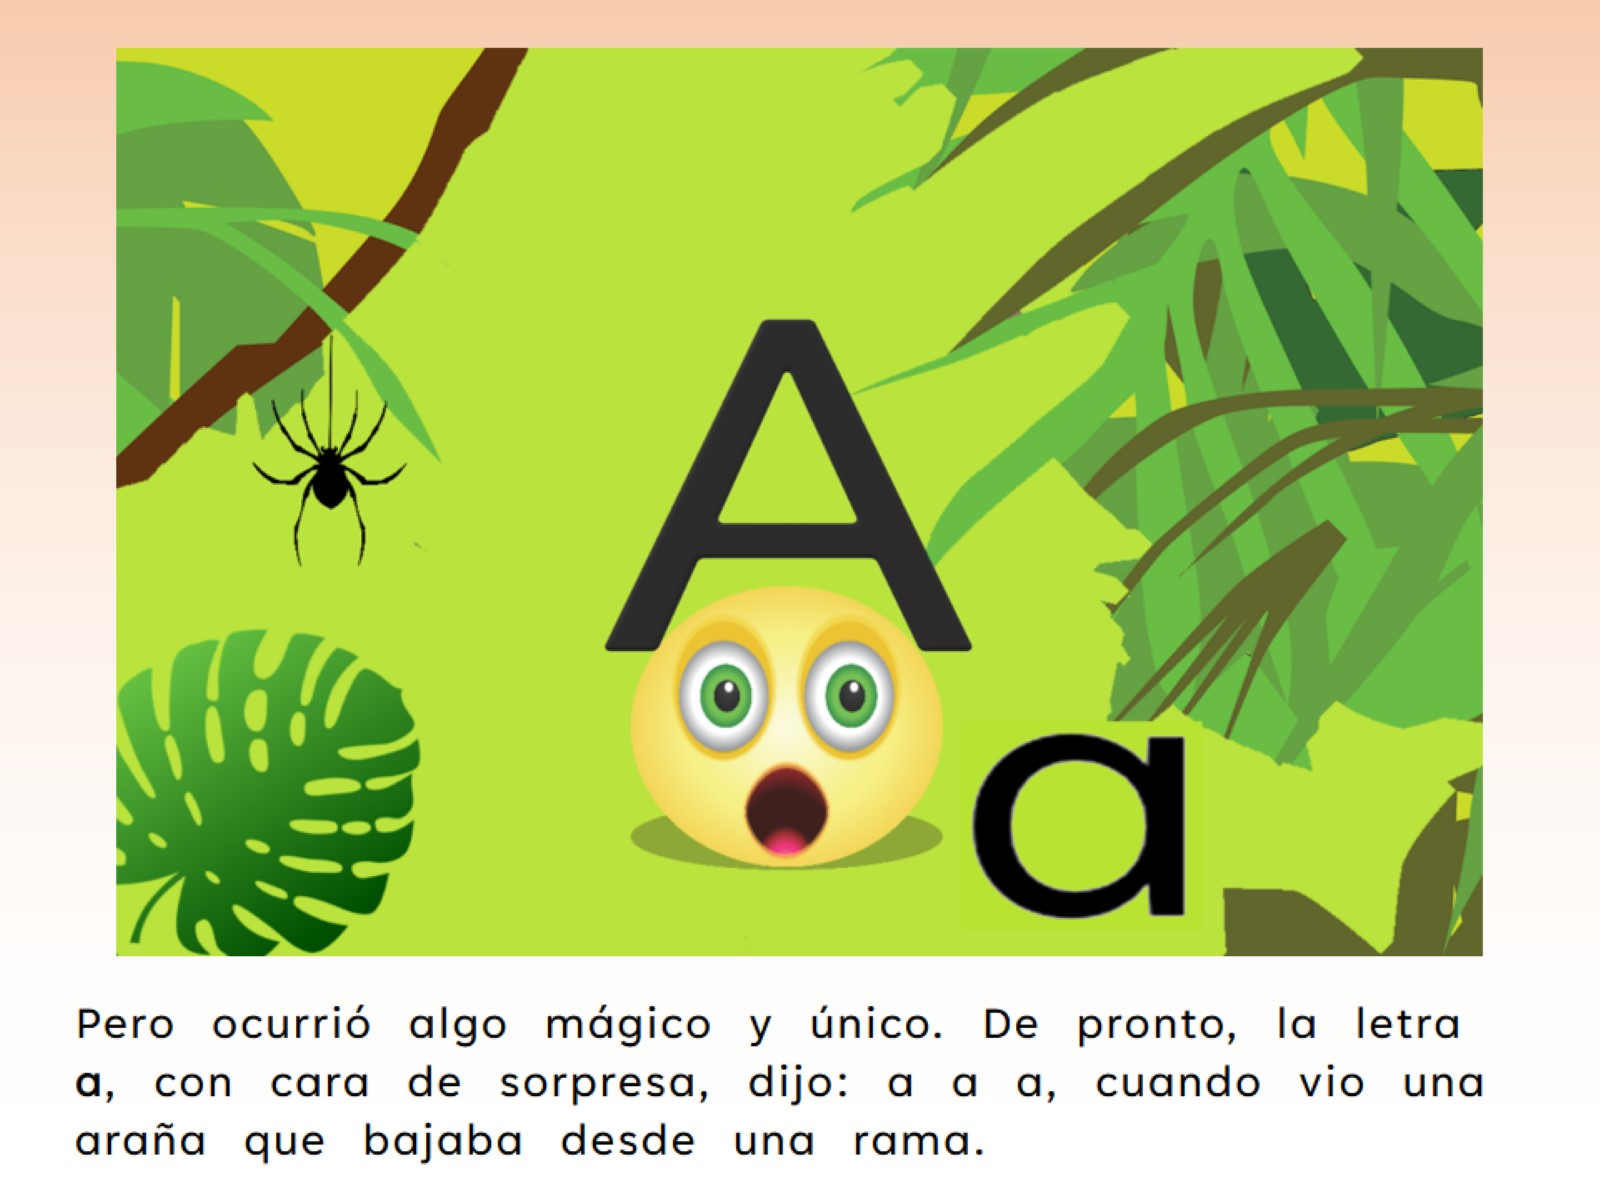 A
a
Pero ocurrió algo mágico y único. De pronto, la letra
a, con cara de sorpresa, dijo: a a a, cuando vio una
araña que bajaba desde una rama.